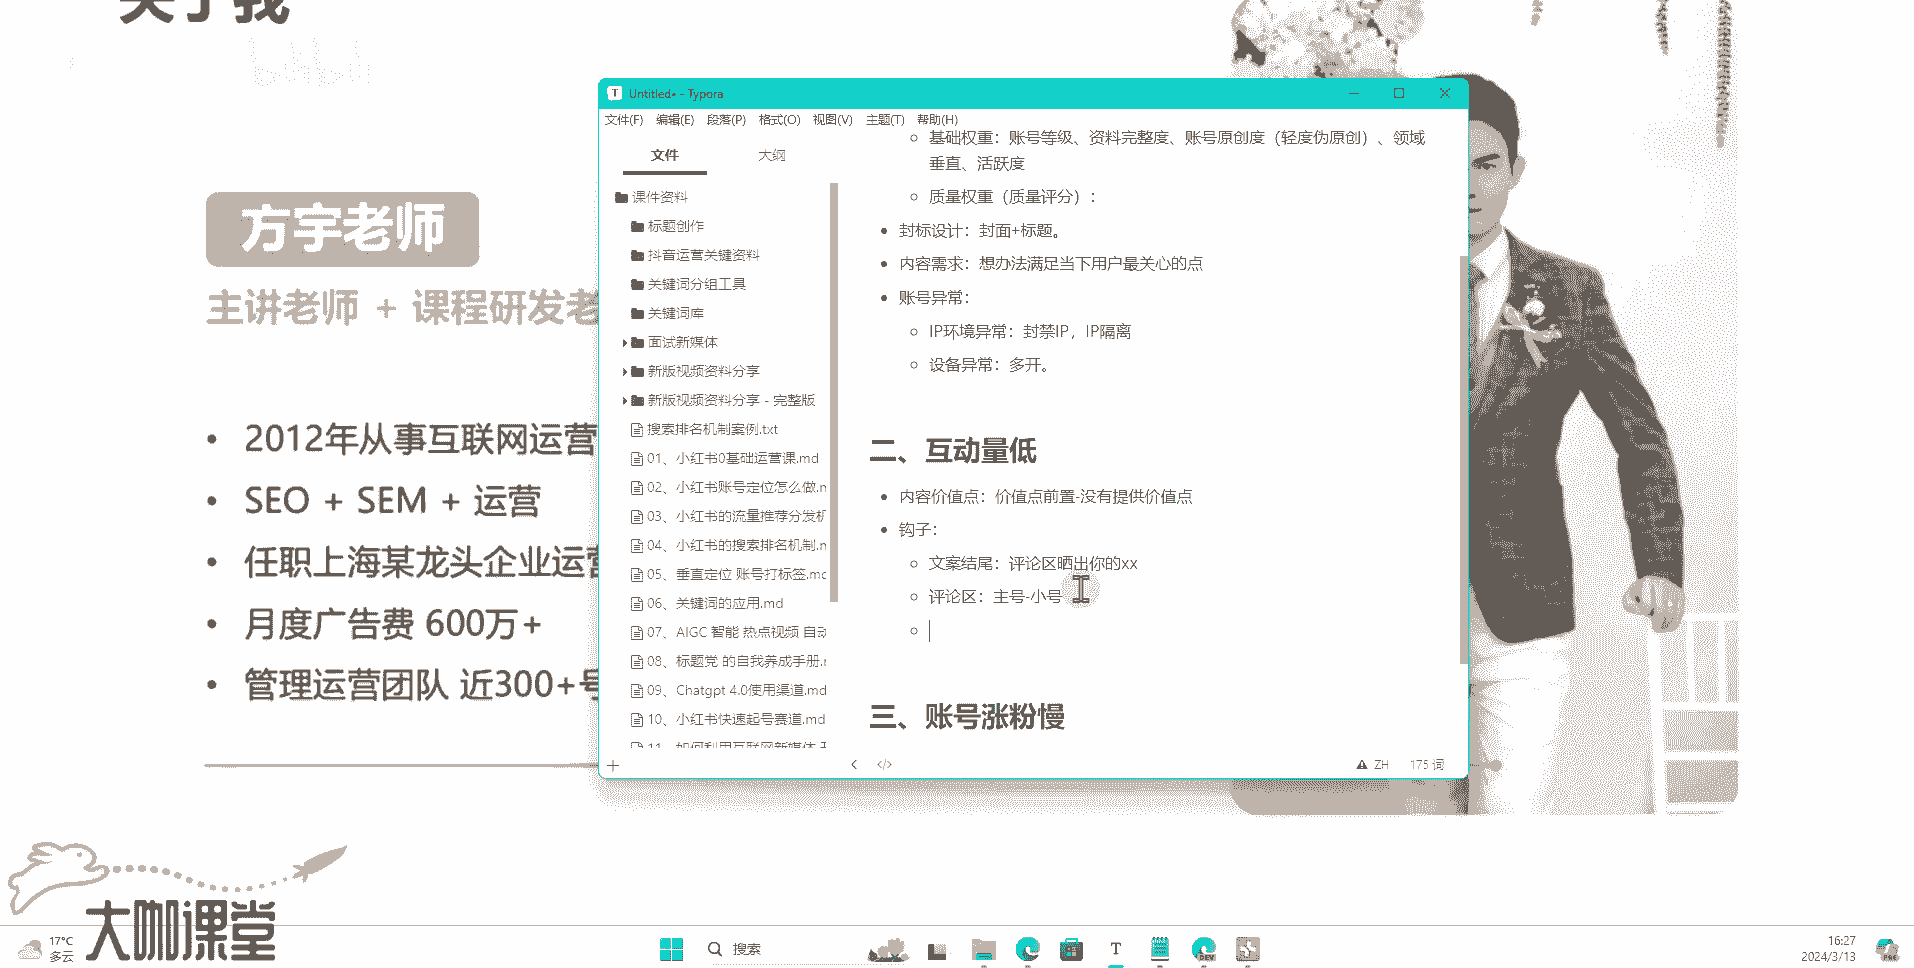 关于我
方宇老师
主讲老师 + 课程研发老
2012年从事互联网运营
SEO + SEM + 运营
任职上海某龙头企业运营
月度广告费 600万+
管理运营团队 近300+号
Untitled• - Typora
文件(F) 编辑(E) 段落(P) 格式(O) 视图(V) 主题(T) 帮助(H)
文件 大纲
课件资料
标题创作
抖音运营关键资料
关键词分组工具
关键词库
面试新媒体
新版视频资料分享
新版视频资料分享 - 完整版
搜索排名机制案例.txt
01、小红书0基础运营课.md
02、小红书账号定位怎么做.m
03、小红书的流量推荐分发机
04、小红书的搜索排名机制.m
05、垂直定位 账号打标签.md
06、关键词的应用.md
07、AIGC 智能 热点视频 自动
08、标题党 的自我养成手册.m
09、Chatgpt 4.0使用渠道.md
10、小红书快速起号赛道.md
11、如何利用互联网新媒体
基础权重：账号等级、资料完整度、账号原创度（轻度伪原创）、领域
垂直、活跃度
质量权重（质量评分）：
封标设计：封面+标题。
内容需求：想办法满足当下用户最关心的点
账号异常：
IP环境异常：封禁IP，IP隔离
设备异常：多开。
二、互动量低
内容价值点：价值点前置-没有提供价值点
钩子：
文案结尾：评论区晒出你的xx
评论区：主号-小号
三、账号涨粉慢
ZH 175 词
大咖课堂
17°C
多云
搜索
16:27
2024/3/13